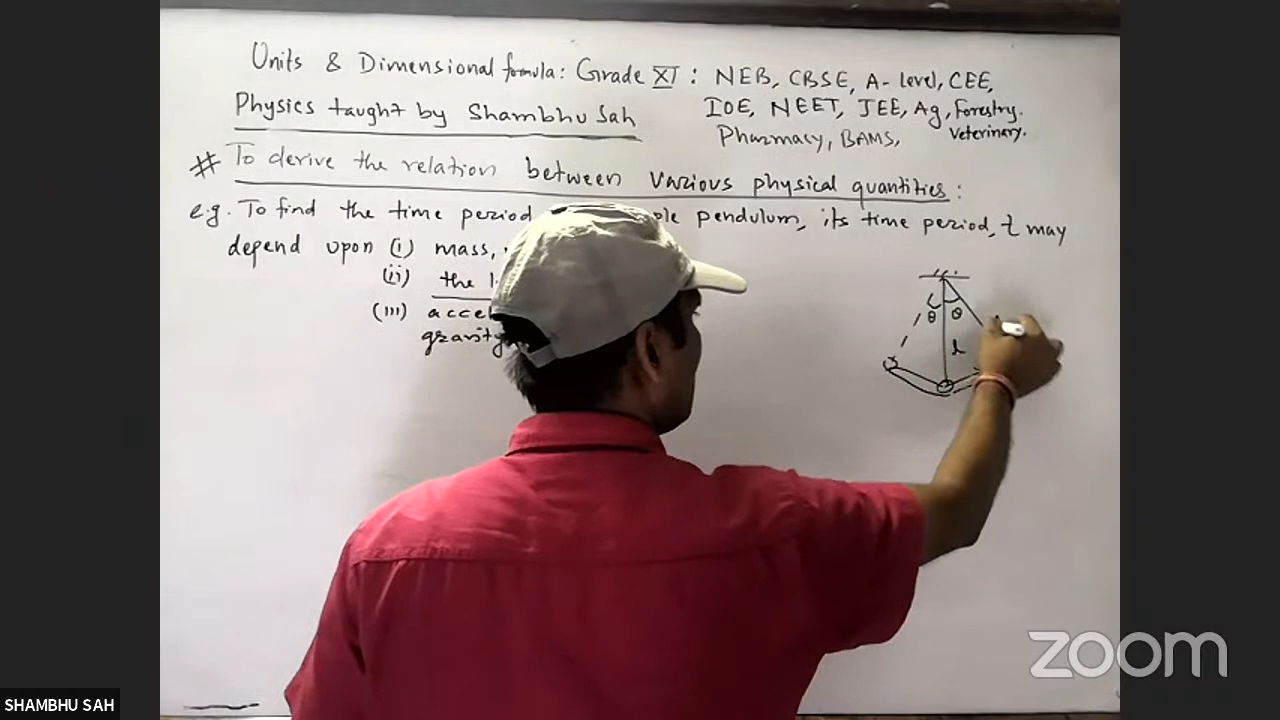 Units & Dimensional formula: Grade XI : NEB, CBSE, A-level, CEE,
IOE, NEET, JEE, Ag, Forestry.
Veterinary.
Pharmacy, BAMS,
Physics taught by Shambhu Sah
# To derive the relation between various physical quantities :
e.g. To find the time period pendulum, its time period, t may
depend upon (i) mass,
(ii) the
(iii)
gravity
θ θ
l
zoom
SHAMBHU SAH